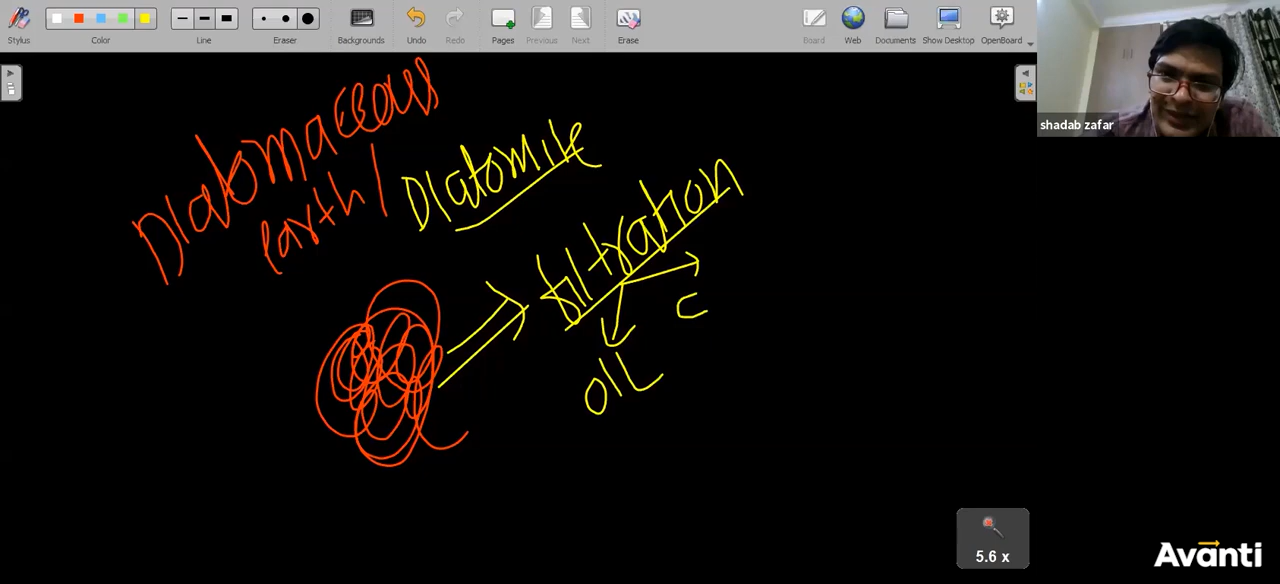 Stylus
Color
Line
Eraser
Backgrounds
Undo
Redo
Pages
Previous
Next
Erase
Board
Web
Documents
Show Desktop
OpenBoard
shadab zafar
Diatomaceous
earth/
Diatomite
filtration
C
OIL
5.6 x
Avanti